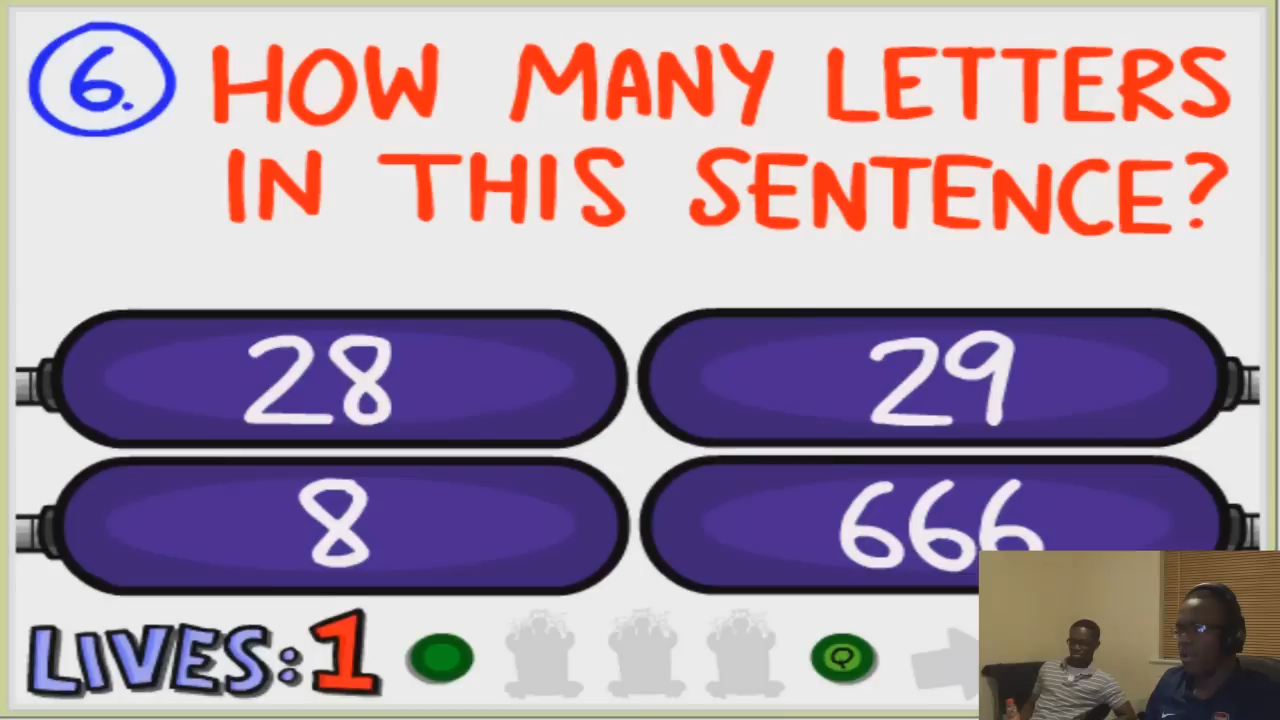 6. HOW MANY LETTERS
IN THIS SENTENCE?
28 29
8 666
LIVES: 1 Q